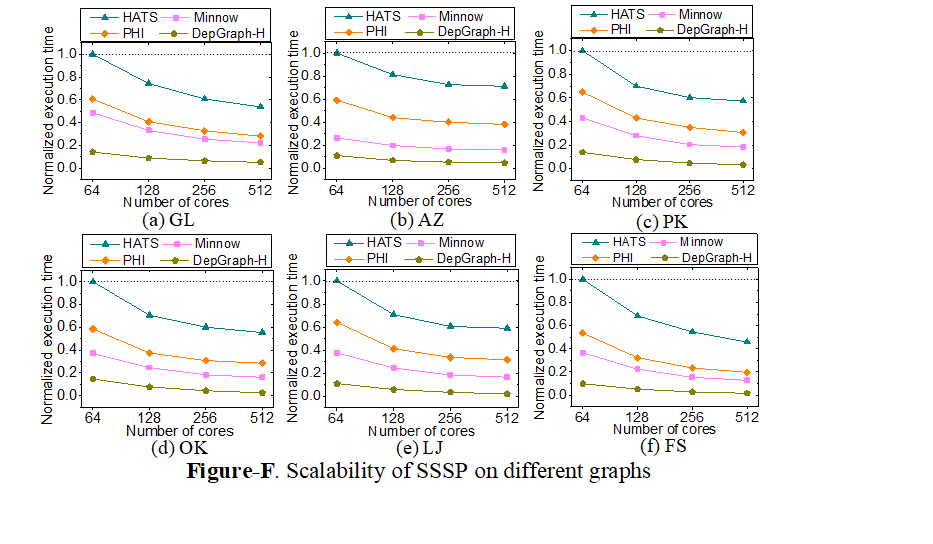 HATS Minnow
PHI DepGraph-H
Normalized execution time
1.0
0.8
0.6
0.4
0.2
0.0
64 128 256 512
Number of cores
(a) GL
HATS Minnow
PHI DepGraph-H
Normalized execution time
1.0
0.8
0.6
0.4
0.2
0.0
64 128 256 512
Number of cores
(b) AZ
HATS Minnow
PHI DepGraph-H
Normalized execution time
1.0
0.8
0.6
0.4
0.2
0.0
64 128 256 512
Number of cores
(c) PK
HATS Minnow
PHI DepGraph-H
Normalized execution time
1.0
0.8
0.6
0.4
0.2
0.0
64 128 256 512
Number of cores
(d) OK
HATS Minnow
PHI DepGraph-H
Normalized execution time
1.0
0.8
0.6
0.4
0.2
0.0
64 128 256 512
Number of cores
(e) LJ
HATS Minnow
PHI DepGraph-H
Normalized execution time
1.0
0.8
0.6
0.4
0.2
0.0
64 128 256 512
Number of cores
(f) FS
Figure-F. Scalability of SSSP on different graphs